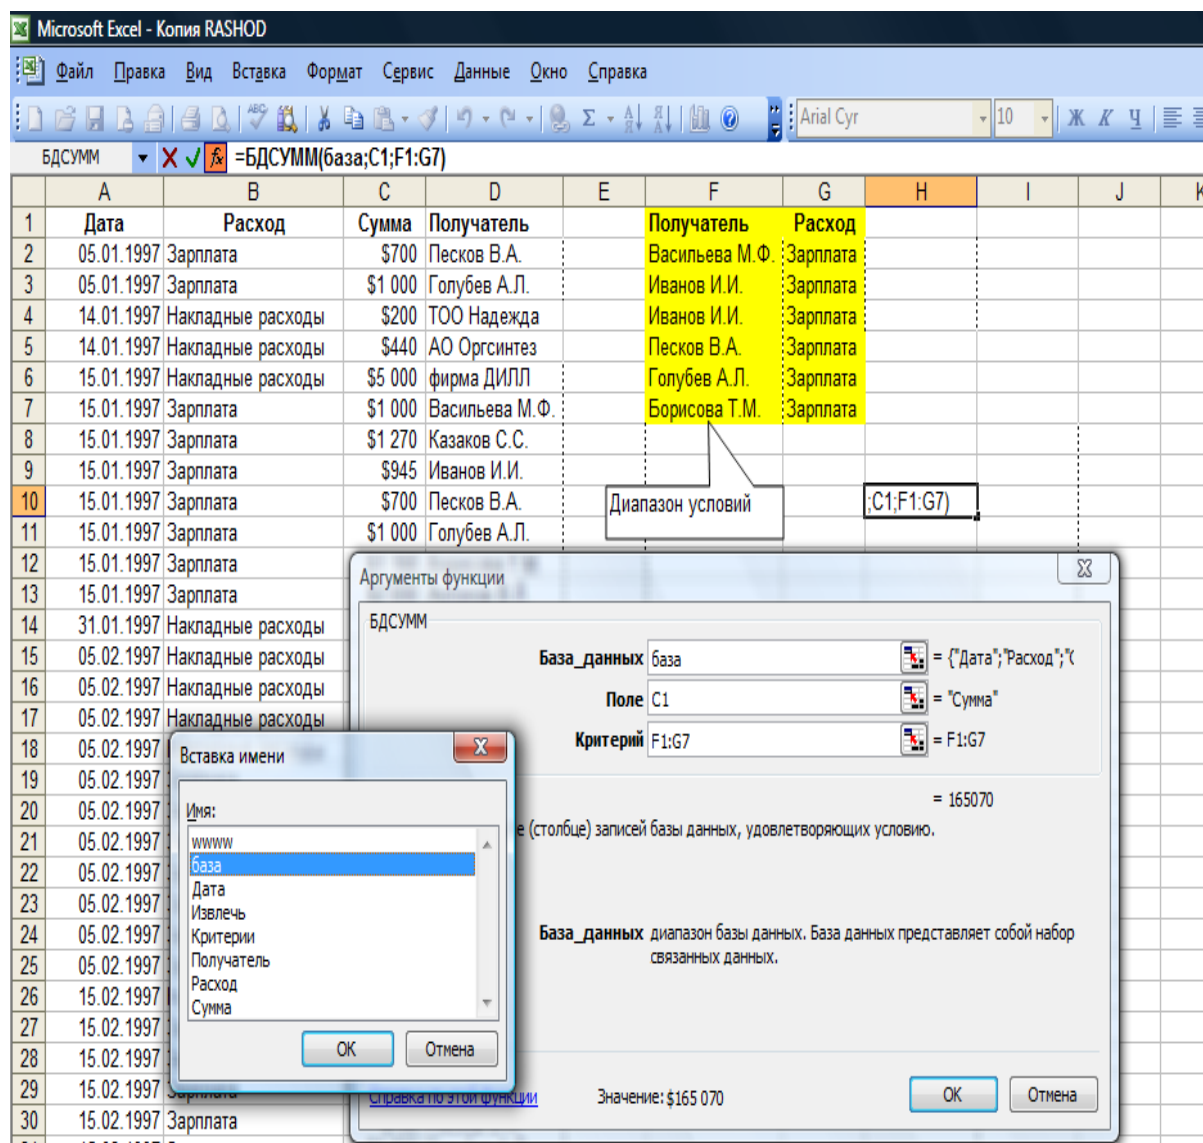 Microsoft Excel - Копия RASHOD
Файл Правка Вид Вставка Формат Сервис Данные Окно Справка
Arial Cyr 10 Ж К Ч
БДСУММ =БДСУММ(база;C1;F1:G7)
A B C D E F G H I J K
1 Дата Расход Сумма Получатель Получатель Расход
2 05.01.1997 Зарплата $700 Песков В.А. Васильева М.Ф. Зарплата
3 05.01.1997 Зарплата $1 000 Голубев А.Л. Иванов И.И. Зарплата
4 14.01.1997 Накладные расходы $200 ТОО Надежда Иванов И.И. Зарплата
5 14.01.1997 Накладные расходы $440 АО Оргсинтез Песков В.А. Зарплата
6 15.01.1997 Накладные расходы $5 000 фирма ДИЛЛ Голубев А.Л. Зарплата
7 15.01.1997 Зарплата $1 000 Васильева М.Ф. Борисова Т.М. Зарплата
8 15.01.1997 Зарплата $1 270 Казаков С.С.
9 15.01.1997 Зарплата $945 Иванов И.И.
10 15.01.1997 Зарплата $700 Песков В.А. Диапазон условий ;C1;F1:G7)
11 15.01.1997 Зарплата $1 000 Голубев А.Л.
12 15.01.1997 Зарплата
13 15.01.1997 Зарплата
14 31.01.1997 Накладные расходы
15 05.02.1997 Накладные расходы
16 05.02.1997 Накладные расходы
17 05.02.1997 Накладные расходы
18 05.02.1997
19 05.02.1997
20 05.02.1997
21 05.02.1997
22 05.02.1997
23 05.02.1997
24 05.02.1997
25 05.02.1997
26 15.02.1997
27 15.02.1997
28 15.02.1997
29 15.02.1997
30 15.02.1997 Зарплата
Аргументы функции
БДСУММ
База_данных база = {"Дата";"Расход";"С
Поле C1 = "Сумма"
Критерий F1:G7 = F1:G7
= 165070
е (столбце) записей базы данных, удовлетворяющих условию.
База_данных диапазон базы данных. База данных представляет собой набор
связанных данных.
Справка по этой функции Значение:$165 070 OK Отмена
Вставка имени
Имя:
wwww
база
Дата
Извлечь
Критерии
Получатель
Расход
Сумма
OK Отмена